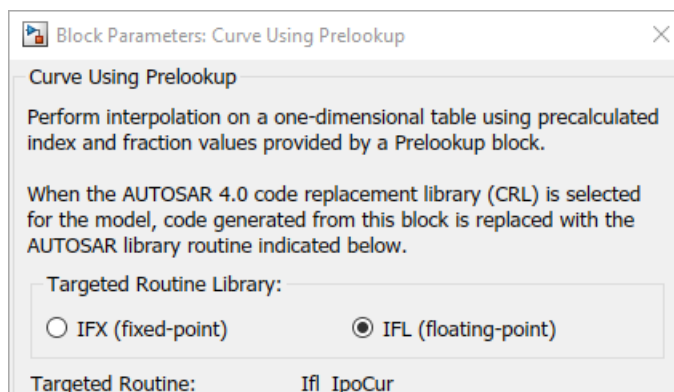 Block Parameters: Curve Using Prelookup
Curve Using Prelookup
Perform interpolation on a one-dimensional table using precalculated
index and fraction values provided by a Prelookup block.
When the AUTOSAR 4.0 code replacement library (CRL) is selected
for the model, code generated from this block is replaced with the
AUTOSAR library routine indicated below.
Targeted Routine Library:
IFX (fixed-point) IFL (floating-point)
Targeted Routine: Ifl_IpoCur